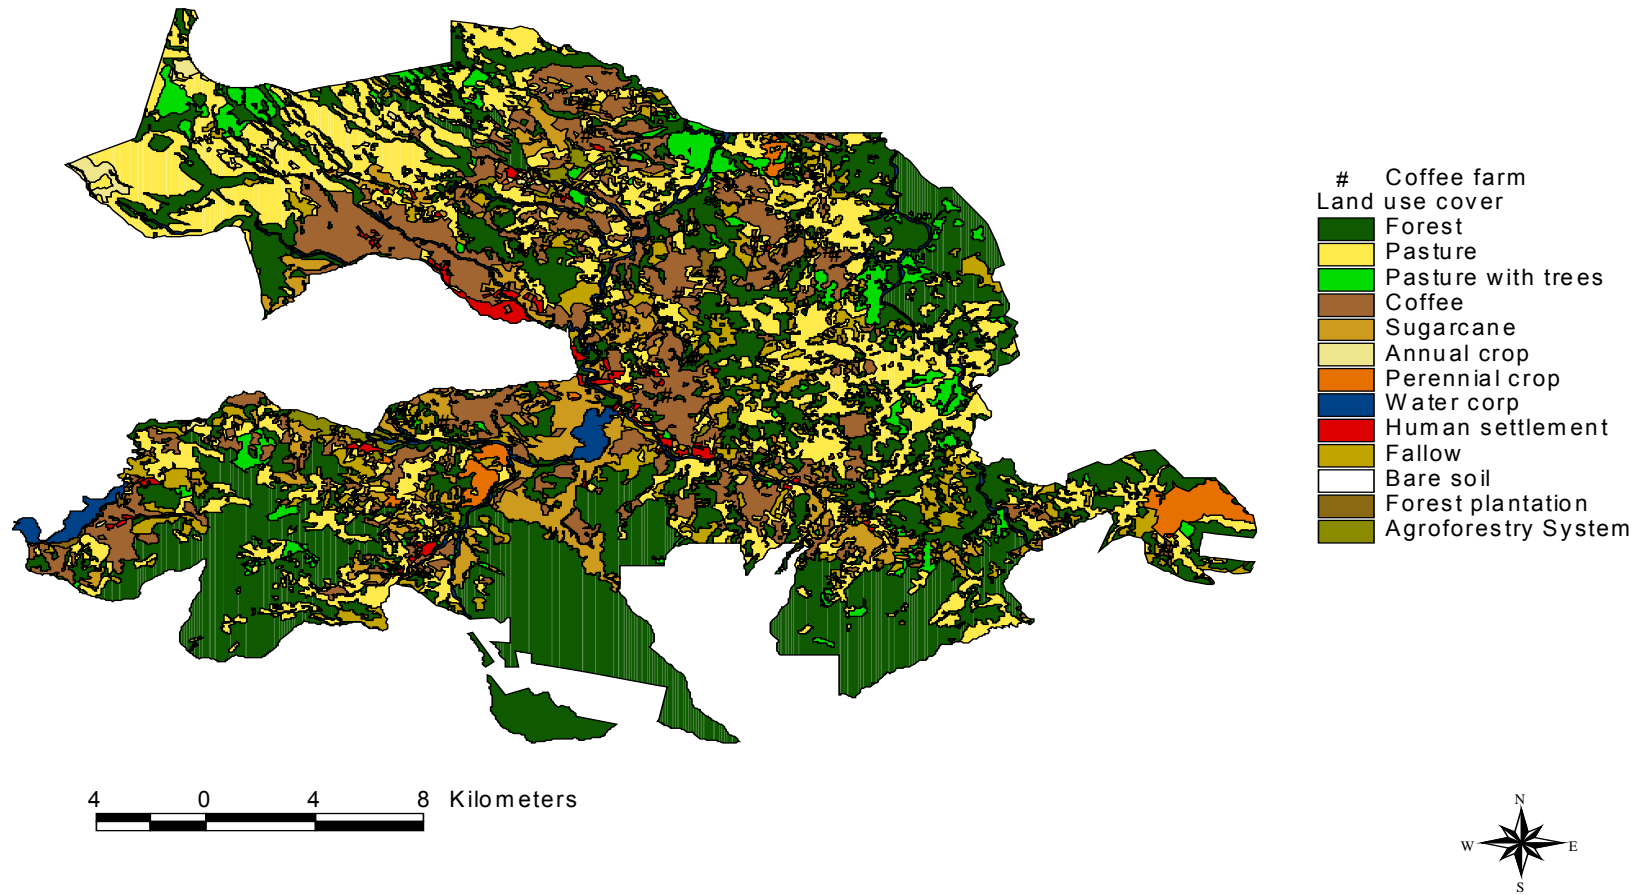 # Coffee farm
Land use cover
Forest
Pasture
Pasture with trees
Coffee
Sugarcane
Annual crop
Perennial crop
Water corp
Human settlement
Fallow
Bare soil
Forest plantation
Agroforestry System
4 0 4 8 Kilometers
N
W E
S